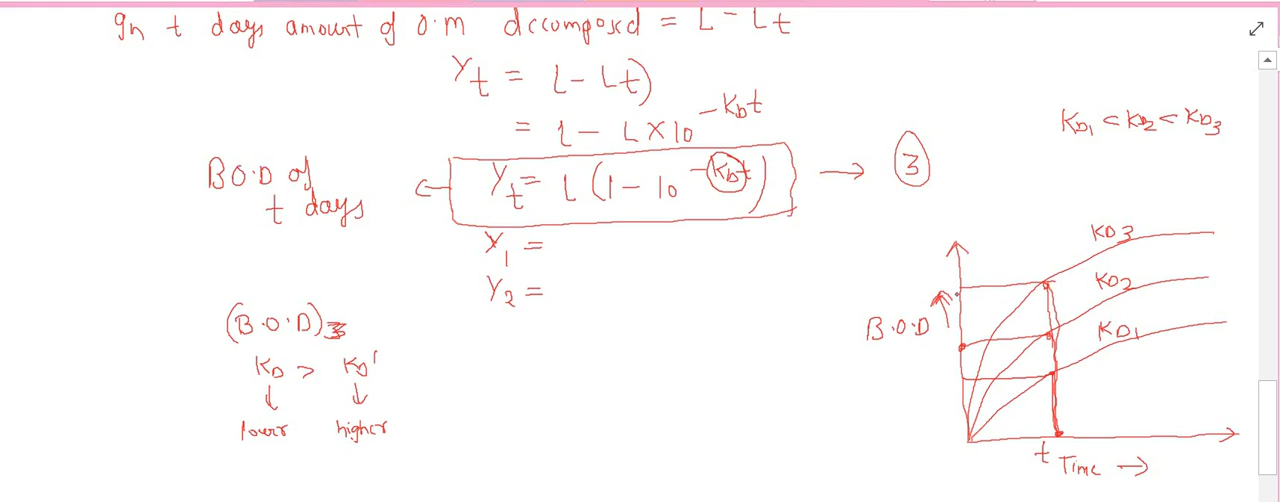 In t days amount of O.M decomposed = L - Lt
Yt = L - Lt)
= L - L X 10^-KDt
BOD of t days ← Yt = L (1 - 10^-KDt) → 3
Y1 =
Y2 =
KD1 < KD2 < KD3
(B.O.D)3
KD > KD'
↓ ↓
lower higher
KD3
KD2
KD1
B.O.D
t Time →